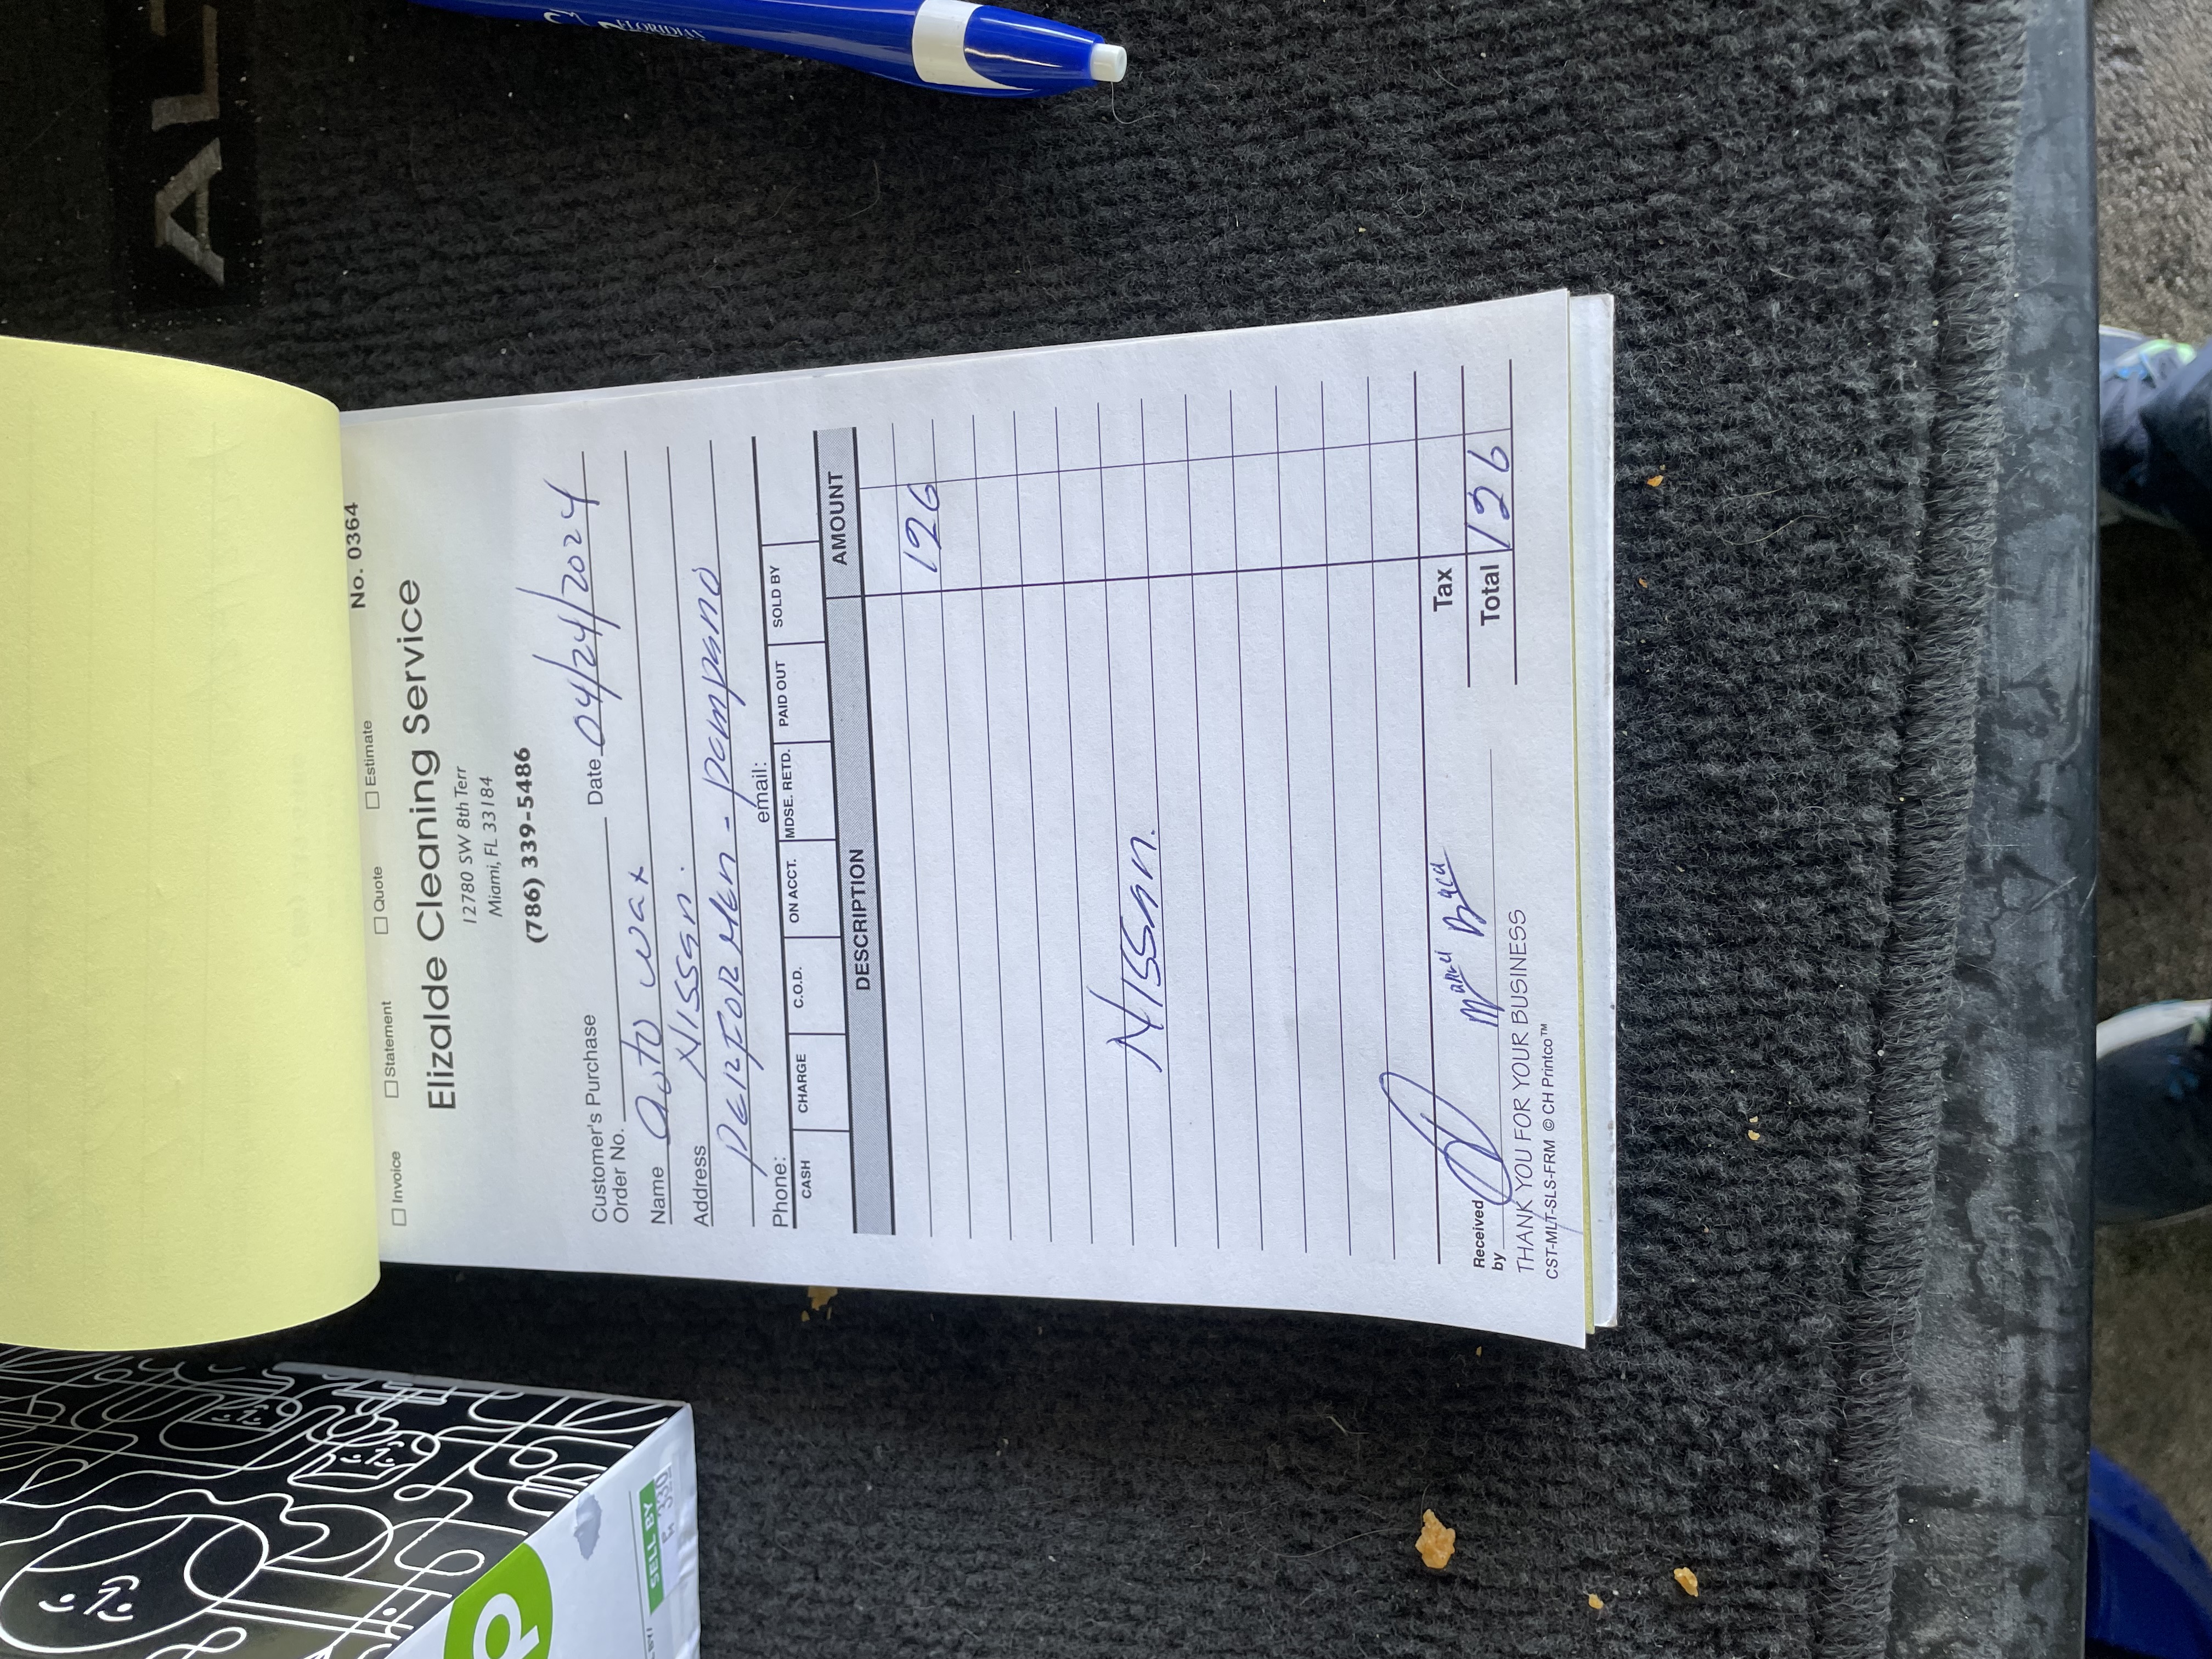 FLORIDIAN
AL
No. 0364
☐ Invoice ☐ Statement ☐ Quote ☐ Estimate
Elizalde Cleaning Service
12780 SW 8th Terr
Miami, FL 33184
(786) 339-5486
Customer's Purchase
Order No. Date 04/24/2024
Name Auto wax
Address Nissan.
Pompano
Phone: email:
CASH CHARGE C.O.D. ON ACCT. MDSE. RETD. PAID OUT SOLD BY
DESCRIPTION AMOUNT
126
Nissan.
Tax
Total 126
Received
by
THANK YOU FOR YOUR BUSINESS
CST-MLT-SLS-FRM © CH Printco™
SELL BY